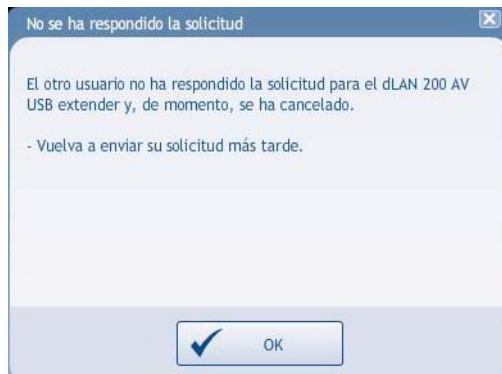 No se ha respondido la solicitud
El otro usuario no ha respondido la solicitud para el dLAN 200 AV
USB extender y, de momento, se ha cancelado.
- Vuelva a enviar su solicitud más tarde.
OK